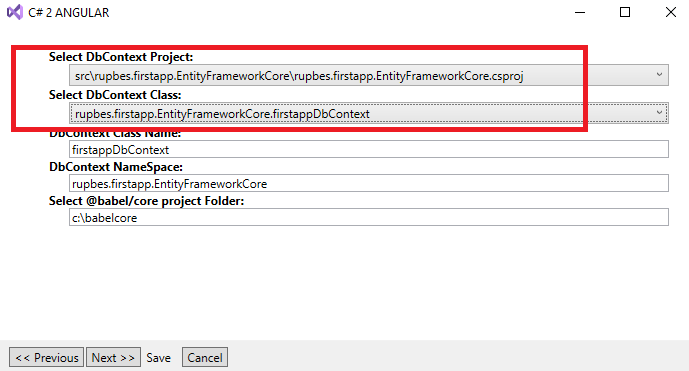 C# 2 ANGULAR
Select DbContext Project:
src\rupbes.firstapp.EntityFrameworkCore\rupbes.firstapp.EntityFrameworkCore.csproj
Select DbContext Class:
rupbes.firstapp.EntityFrameworkCore.firstappDbContext
DbContext Class Name:
firstappDbContext
DbContext NameSpace:
rupbes.firstapp.EntityFrameworkCore
Select @babel/core project Folder:
c:\babelcore
<< Previous Next >> Save Cancel